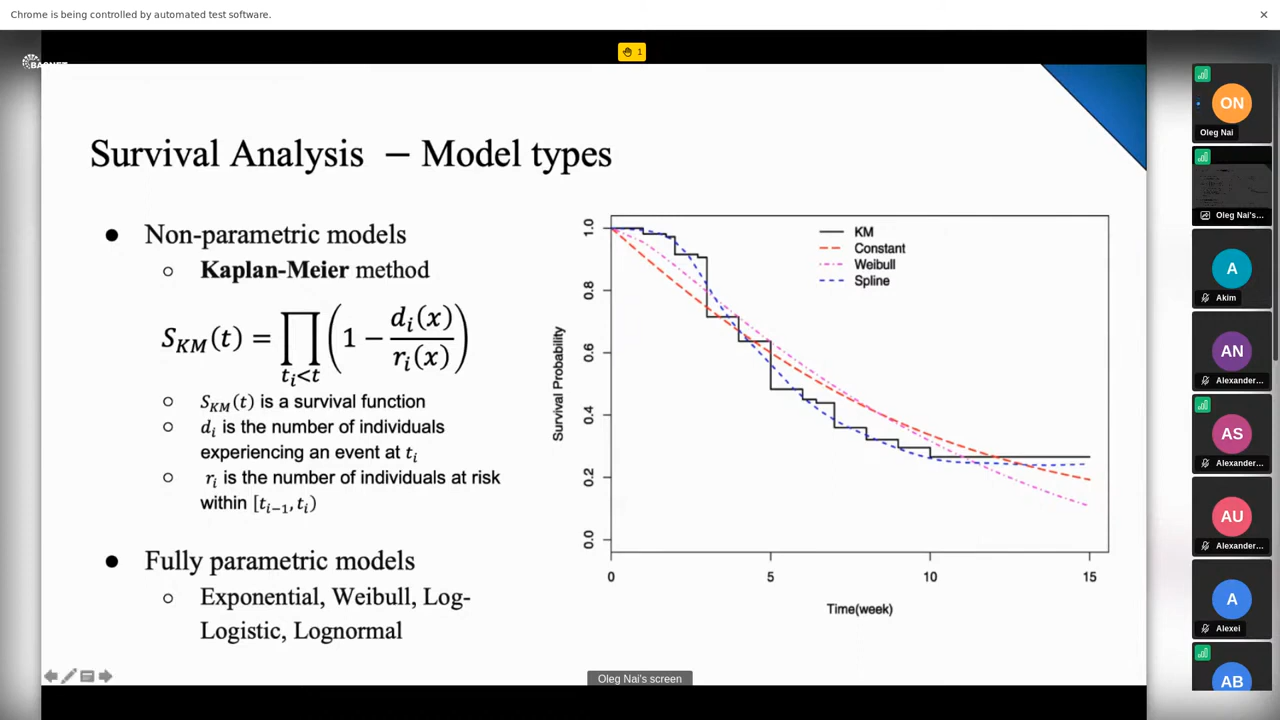 Chrome is being controlled by automated test software.
1
Survival Analysis – Model types
● Non-parametric models
○ Kaplan-Meier method
S_KM(t) = ∏_{t_i<t} (1 − d_i(x)/r_i(x))
○ S_KM(t) is a survival function
○ d_i is the number of individuals
experiencing an event at t_i
○ r_i is the number of individuals at risk
within [t_{i−1}, t_i)
● Fully parametric models
○ Exponential, Weibull, Log-
Logistic, Lognormal
KM
Constant
Weibull
Spline
Survival Probability
1.0
0.8
0.6
0.4
0.2
0.0
0 5 10 15
Time(week)
Oleg Nai's screen
ON
Oleg Nai
Oleg Nai's...
A
Akim
AN
Alexander...
AS
Alexander...
AU
Alexander...
A
Alexei
AB